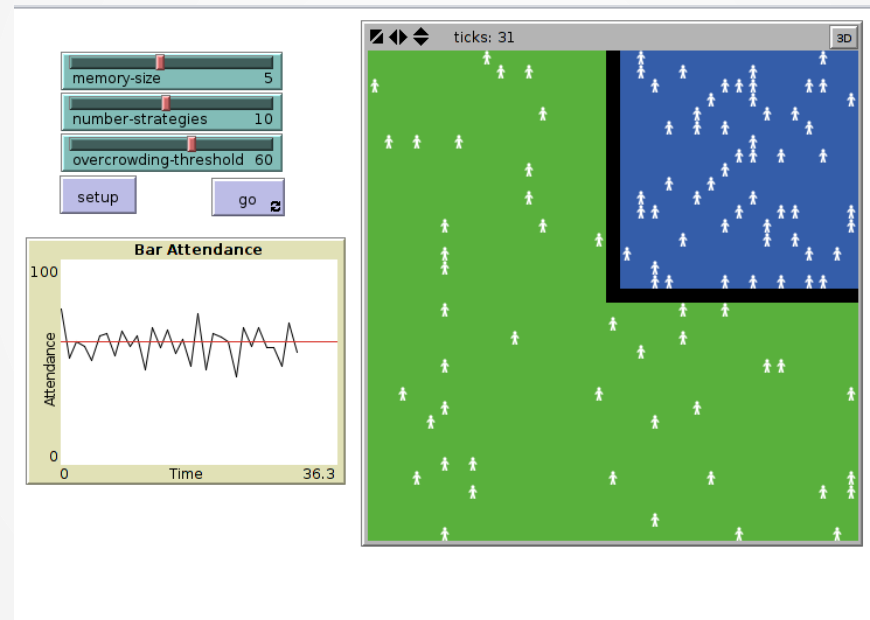 ticks: 31
3D
memory-size 5
number-strategies 10
overcrowding-threshold 60
setup
go
Bar Attendance
100
Attendance
0
0 Time 36.3